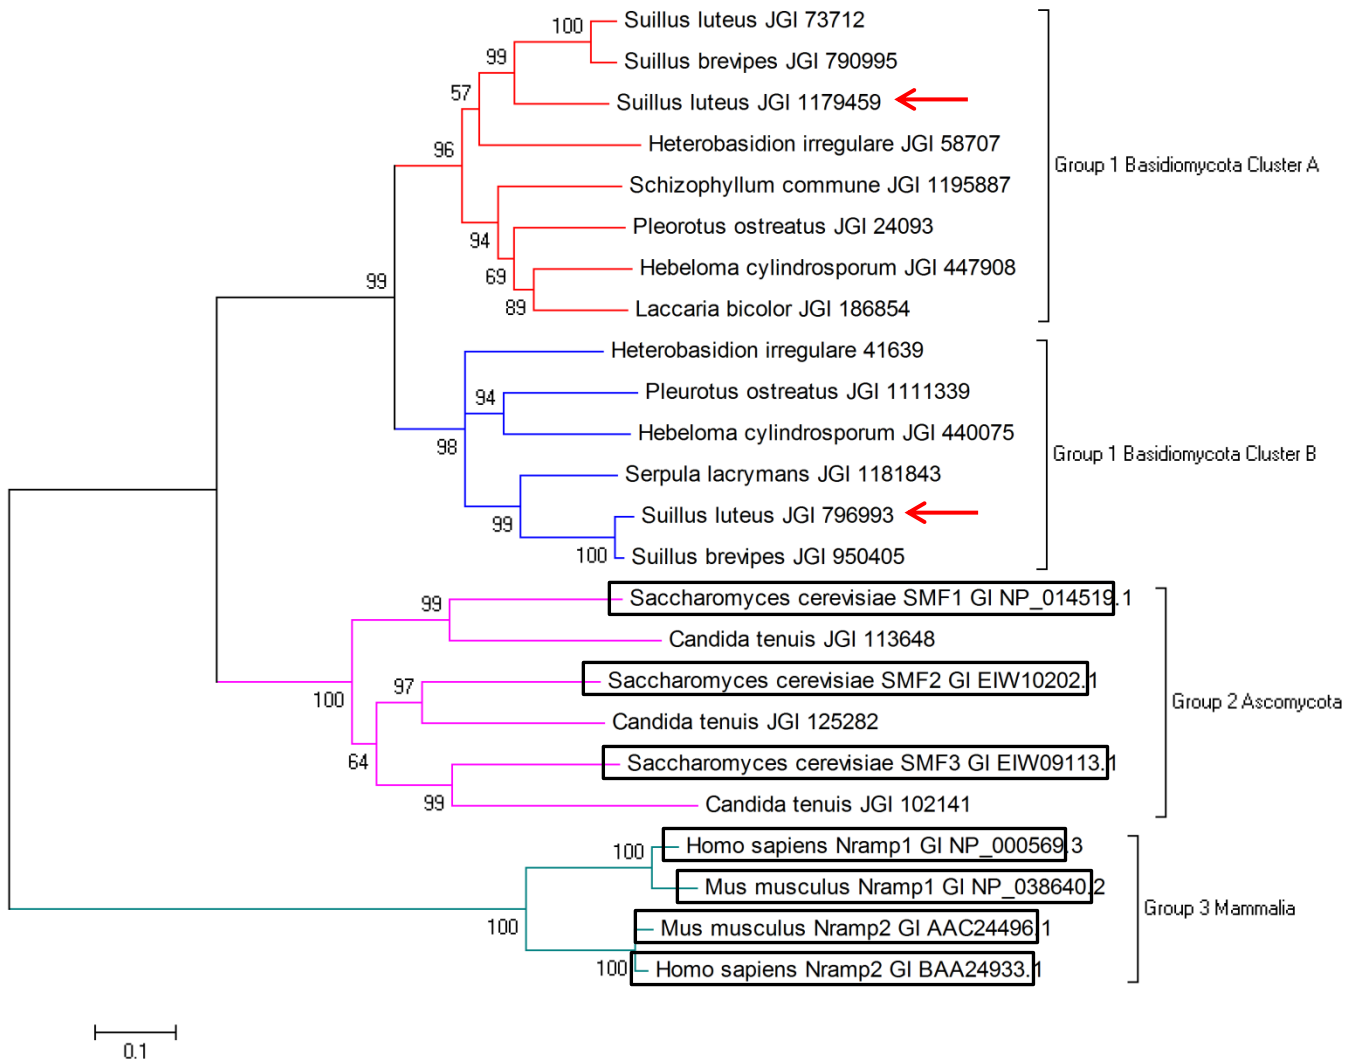 100
Suillus luteus JGI 73712
99
Suillus brevipes JGI 790995
57
Suillus luteus JGI 1179459
96
Heterobasidion irregulare JGI 58707
Group 1 Basidiomycota Cluster A
Schizophyllum commune JGI 1195887
94
Pleorotus ostreatus JGI 24093
99
69
Hebeloma cylindrosporum JGI 447908
89
Laccaria bicolor JGI 186854
Heterobasidion irregulare 41639
94
Pleurotus ostreatus JGI 1111339
98
Hebeloma cylindrosporum JGI 440075
Group 1 Basidiomycota Cluster B
Serpula lacrymans JGI 1181843
99
Suillus luteus JGI 796993
100
Suillus brevipes JGI 950405
99
Saccharomyces cerevisiae SMF1 GI NP_014519.1
Candida tenuis JGI 113648
100
97
Saccharomyces cerevisiae SMF2 GI EIW10202.1
Group 2 Ascomycota
Candida tenuis JGI 125282
64
Saccharomyces cerevisiae SMF3 GI EIW09113.1
99
Candida tenuis JGI 102141
100
Homo sapiens Nramp1 GI NP_000569.3
Mus musculus Nramp1 GI NP_038640.2
Group 3 Mammalia
100
Mus musculus Nramp2 GI AAC24496.1
100
Homo sapiens Nramp2 GI BAA24933.1
0.1